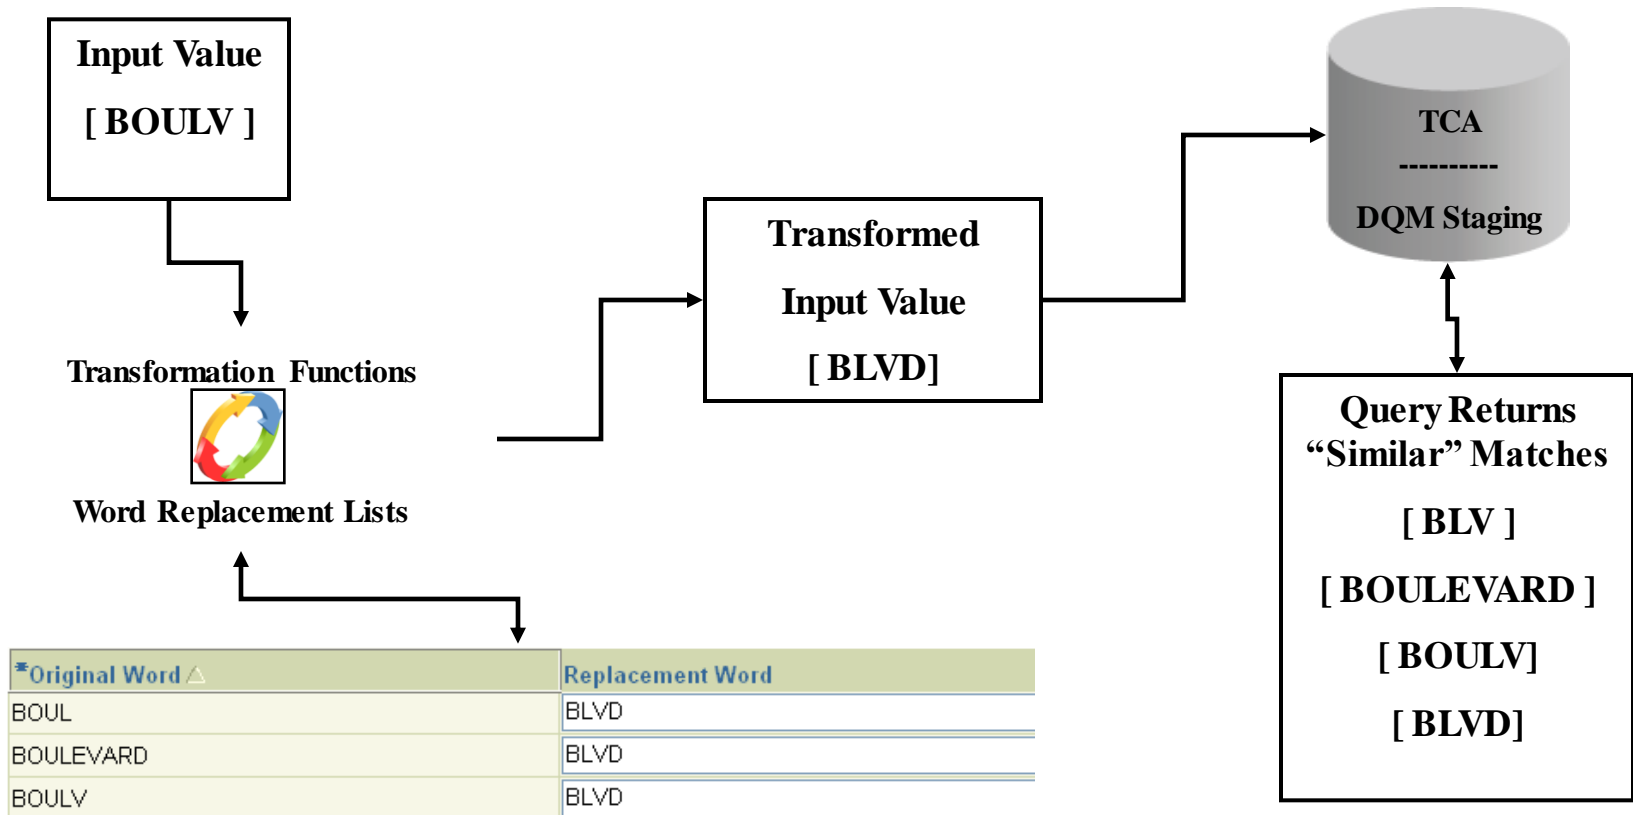 Input Value
[ BOULV ]
Transformation Functions
Word Replacement Lists
*Original Word △
Replacement Word
BOUL
BLVD
BOULEVARD
BLVD
BOULV
BLVD
Transformed
Input Value
[ BLVD]
TCA
----------
DQM Staging
Query Returns
“Similar” Matches
[ BLV ]
[ BOULEVARD ]
[ BOULV]
[ BLVD]